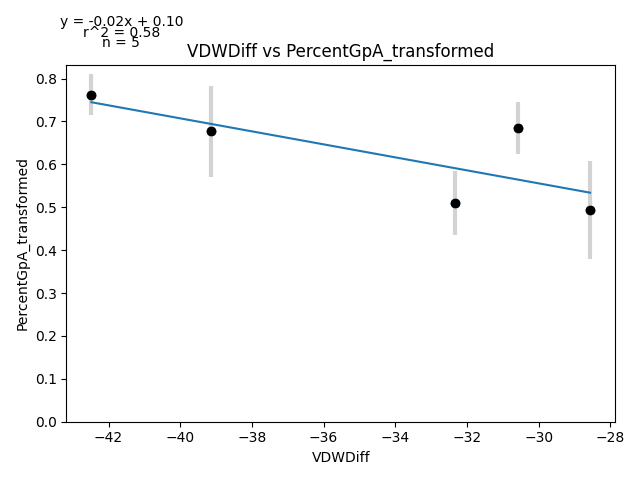 y = -0.02x + 0.10
r^2 = 0.58
n = 5
VDWDiff vs PercentGpA_transformed
PercentGpA_transformed
0.8
0.7
0.6
0.5
0.4
0.3
0.2
0.1
0.0
−42 −40 −38 −36 −34 −32 −30 −28
VDWDiff